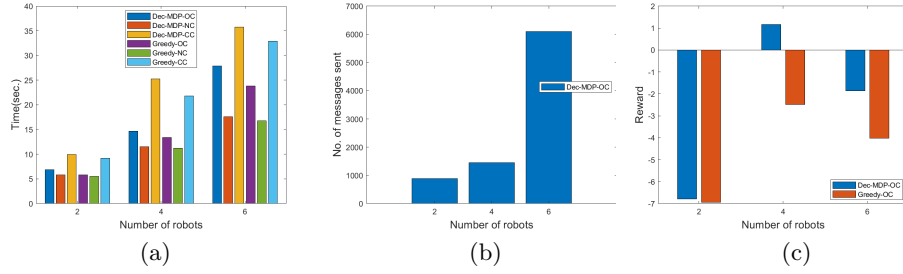 40
35
30
25
20
15
10
5
0
Time(sec.)
2
4
6
Number of robots
Dec-MDP-OC
Dec-MDP-NC
Dec-MDP-CC
Greedy-OC
Greedy-NC
Greedy-CC
(a)
7000
6000
5000
4000
3000
2000
1000
0
No. of messages sent
2
4
6
Number of robots
Dec-MDP-OC
(b)
2
1
0
-1
-2
-3
-4
-5
-6
-7
Reward
2
4
6
Number of robots
Dec-MDP-OC
Greedy-OC
(c)